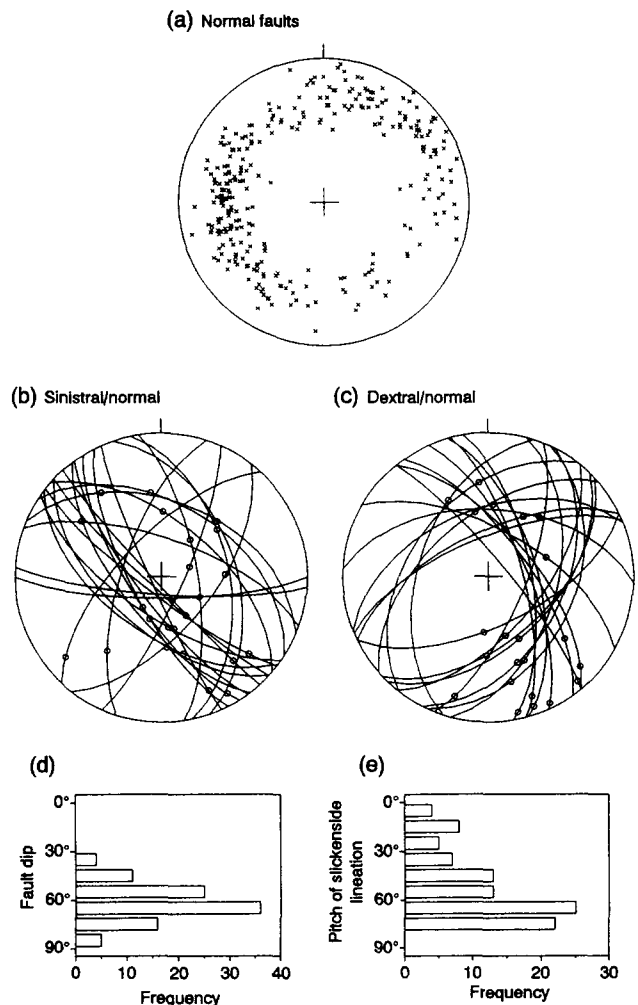 (a) Normal faults
(b) Sinistral/normal
(c) Dextral/normal
(d)
0°
30°
60°
90°
Fault dip
0 10 20 30 40
Frequency
(e)
0°
30°
60°
90°
Pitch of slickenside
lineation
0 10 20 30
Frequency